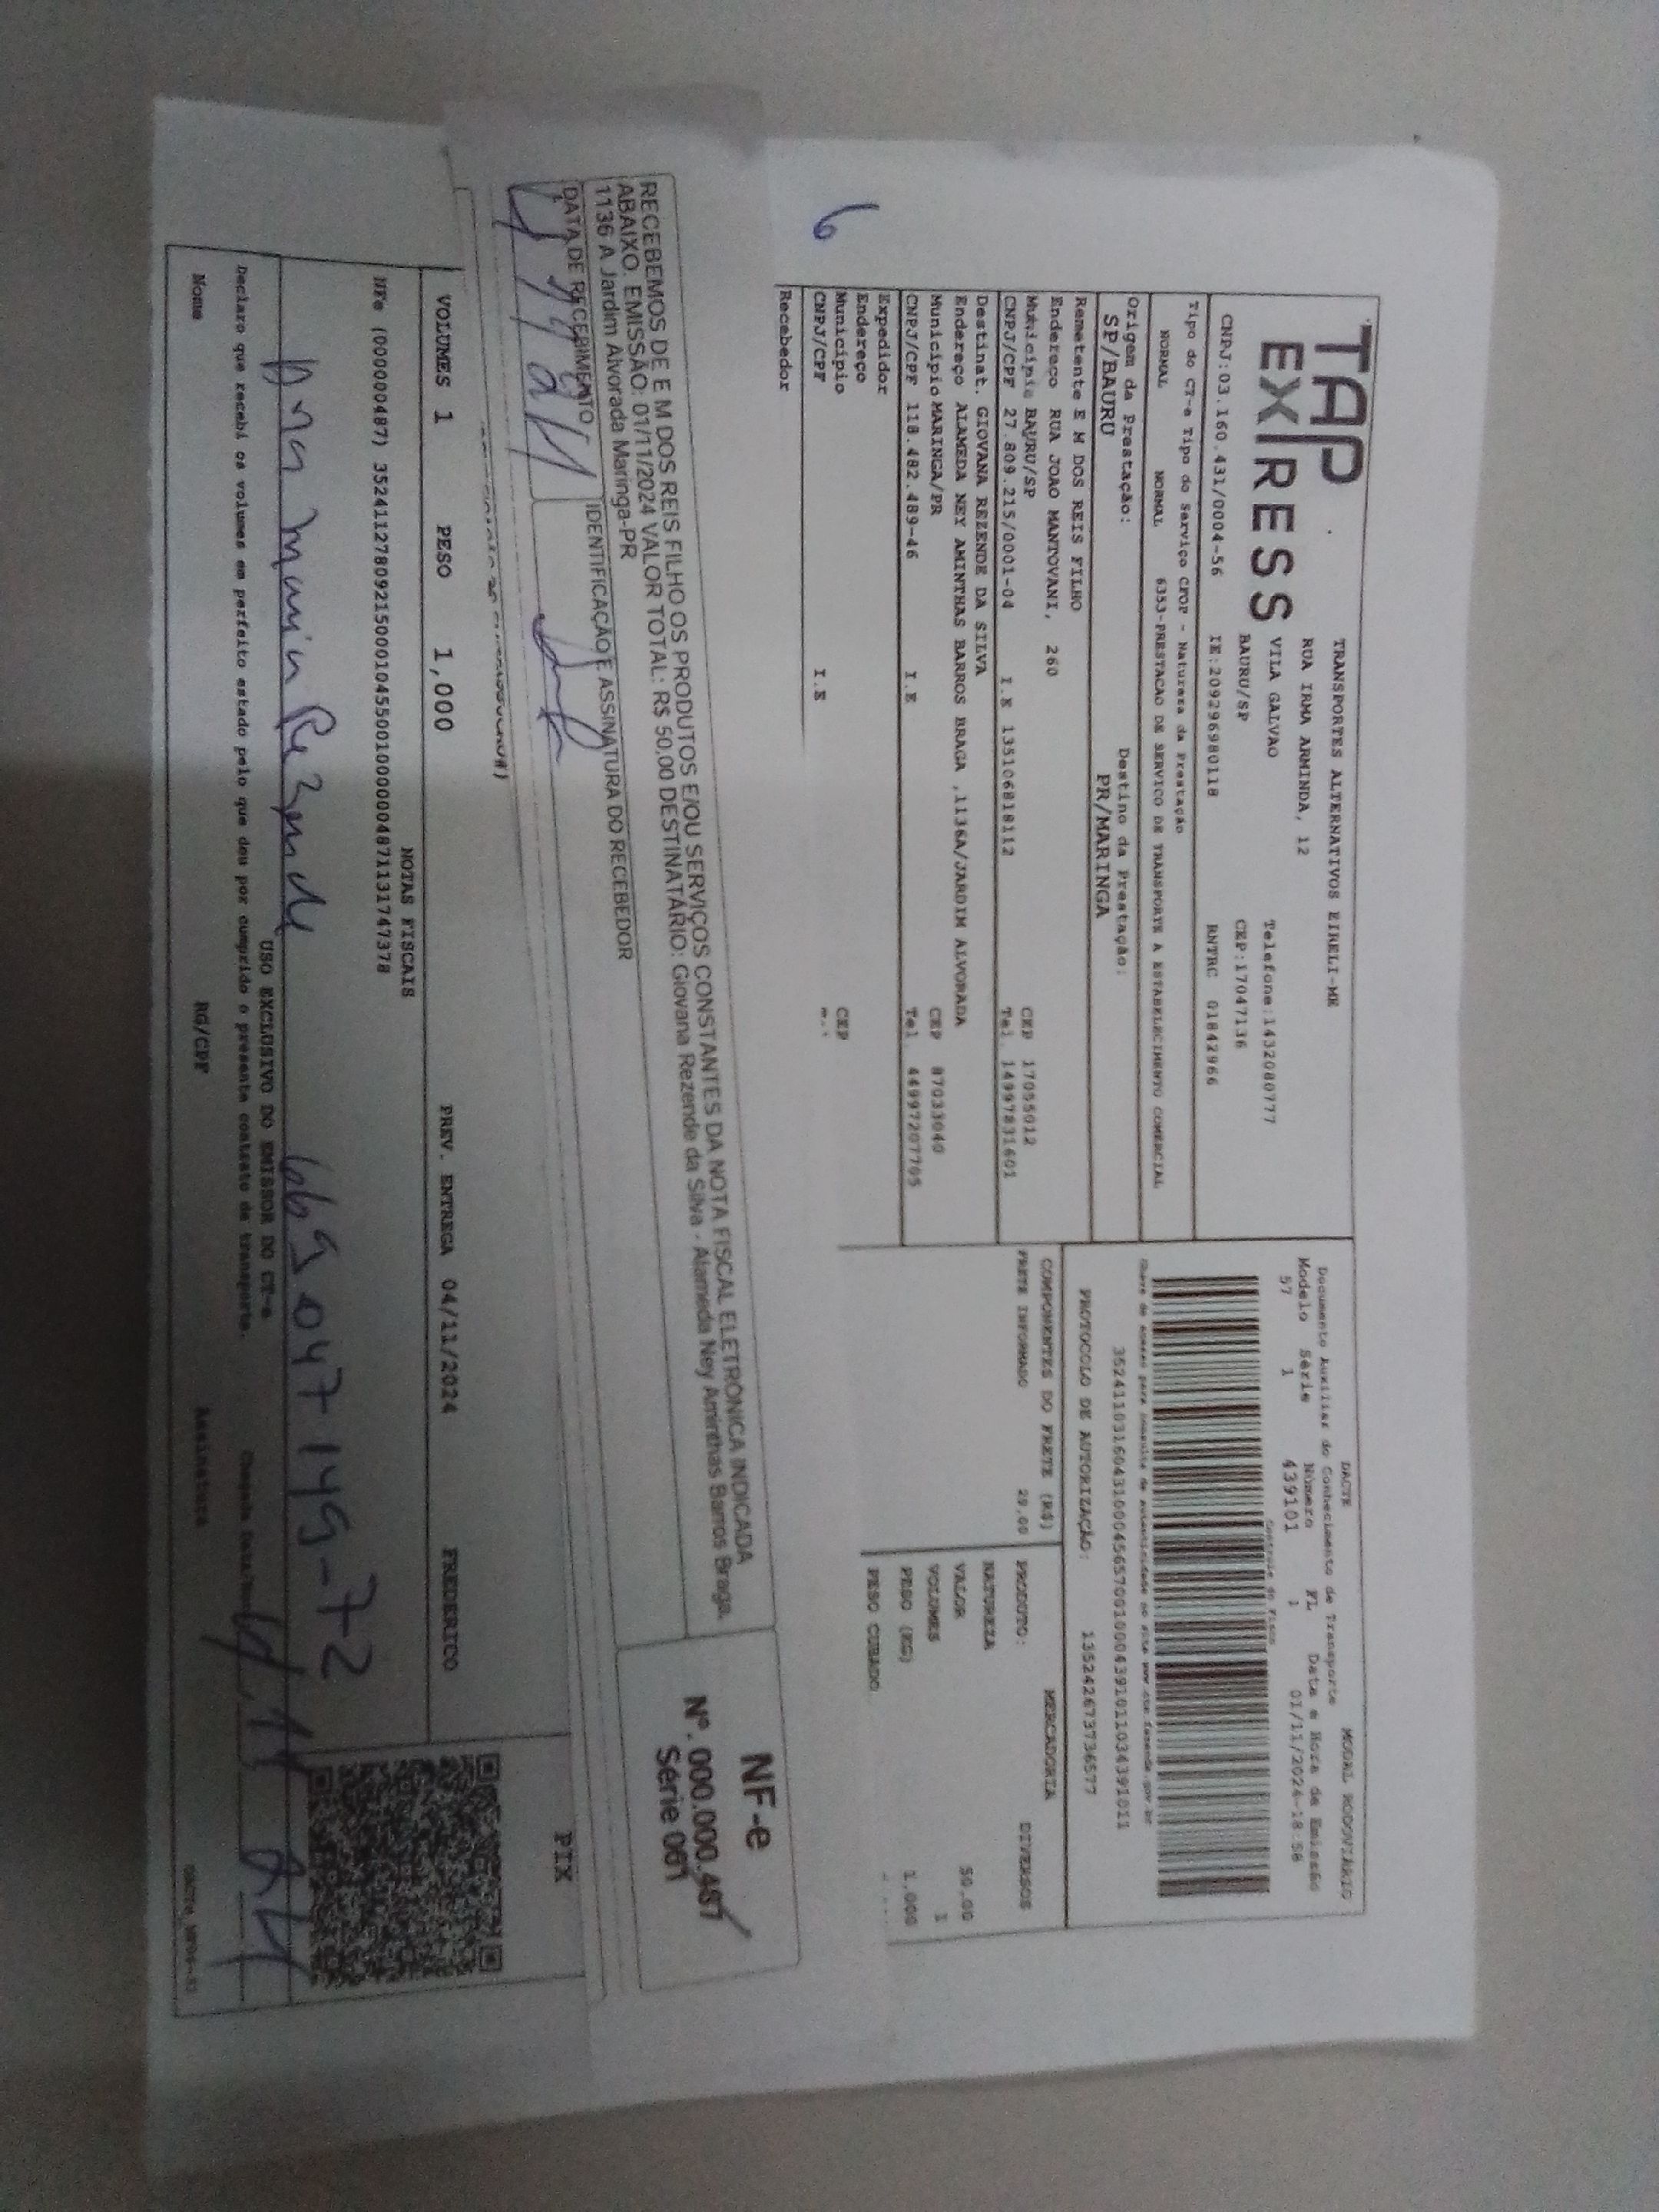 TAP
EXPRESS
TRANSPORTES ALTERNATIVOS EIRELI-ME
RUA IRMA ARMINDA, 12
VILA GALVAO Telefone:1432080777
BAURU/SP CEP:17047136
CNPJ:03.160.431/0004-56 IE:209296980118 RNTRC 01842966
Tipo do CT-e Tipo do Serviço CFOP - Natureza da Prestação
NORMAL NORMAL 6353-PRESTACAO DE SERVICO DE TRANSPORTE A ESTABELECIMENTO COMERCIAL
Origem da Prestação: Destino da Prestação:
SP/BAURU PR/MARINGA
Remetente E M DOS REIS FILHO
Endereço RUA JOAO MANTOVANI, 260
Município BAURU/SP CEP 17055012
CNPJ/CPF 27.809.215/0001-04 I.E 135106818112 Tel 14997831601
Destinat. GIOVANA REZENDE DA SILVA
Endereço ALAMEDA NEY AMINTHAS BARROS BRAGA ,1136A/JARDIM ALVORADA
Município MARINGA/PR CEP 87033040
CNPJ/CPF 118.482.489-46 I.E Tel 44997207705
Expedidor
Endereço
Município CEP
CNPJ/CPF I.E
Recebedor
6
DACTE MODAL RODOVIÁRIO
Documento Auxiliar do Conhecimento de Transporte
Modelo Série Número FL Data e Hora de Emissão
57 1 439101 1 01/11/2024-18:58
Controle do Fisco
35241103160431000456570010004391011034391011
PROTOCOLO DE AUTORIZAÇÃO: 135242673736577
COMPONENTES DO FRETE (R$)
FRETE INFORMADO 29,00
MERCADORIA
PRODUTO: DIVERSOS
NATUREZA
VALOR 50,00
VOLUMES 1
PESO (KG) 1,000
PESO CUBADO:
RECEBEMOS DE E M DOS REIS FILHO OS PRODUTOS E/OU SERVIÇOS CONSTANTES DA NOTA FISCAL ELETRÔNICA INDICADA
ABAIXO. EMISSÃO: 01/11/2024 VALOR TOTAL: R$ 50,00 DESTINATÁRIO: Giovana Rezende da Silva - Alameda Ney Aminthas Barros Braga,
1136 A Jardim Alvorada Maringa-PR
DATA DE RECEBIMENTO IDENTIFICAÇÃO E ASSINATURA DO RECEBEDOR
NF-e
Nº. 000.000.487
Série 001
PIX
VOLUMES 1 PESO 1,000 PREV. ENTREGA 04/11/2024 FREDERICO
NOTAS FISCAIS
NFe (000000487) 35241127809215000104550010000004871131747378
USO EXCLUSIVO DO EMISSOR DO CT-e
Declaro que recebi os volumes em perfeito estado pelo que dou por cumprido o presente contrato de transporte.
Nome RG/CPF Assinatura